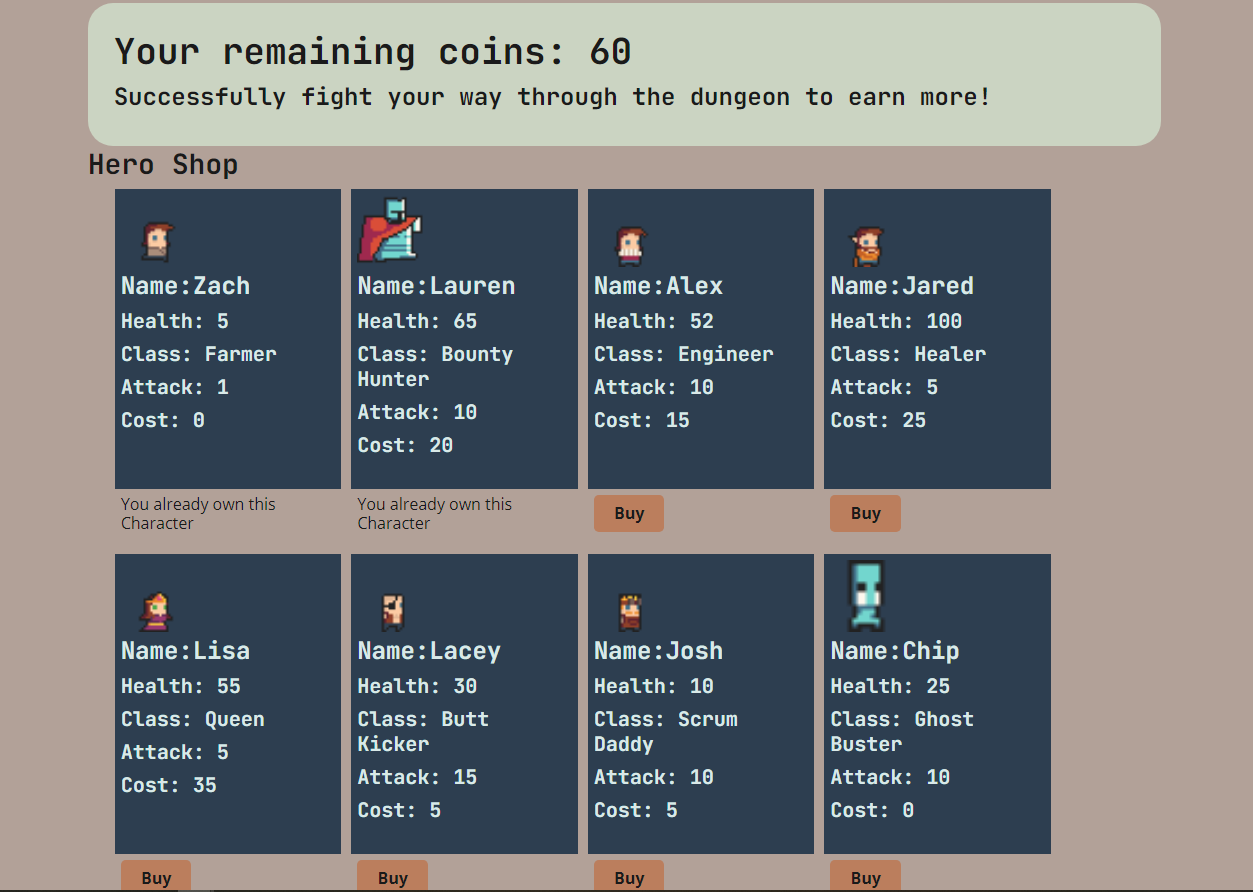 Your remaining coins: 60
Successfully fight your way through the dungeon to earn more!
Hero Shop
Name:Zach
Health: 5
Class: Farmer
Attack: 1
Cost: 0
You already own this
Character
Name:Lauren
Health: 65
Class: Bounty
Hunter
Attack: 10
Cost: 20
You already own this
Character
Name:Alex
Health: 52
Class: Engineer
Attack: 10
Cost: 15
Buy
Name:Jared
Health: 100
Class: Healer
Attack: 5
Cost: 25
Buy
Name:Lisa
Health: 55
Class: Queen
Attack: 5
Cost: 35
Buy
Name:Lacey
Health: 30
Class: Butt
Kicker
Attack: 15
Cost: 5
Buy
Name:Josh
Health: 10
Class: Scrum
Daddy
Attack: 10
Cost: 5
Buy
Name:Chip
Health: 25
Class: Ghost
Buster
Attack: 10
Cost: 0
Buy